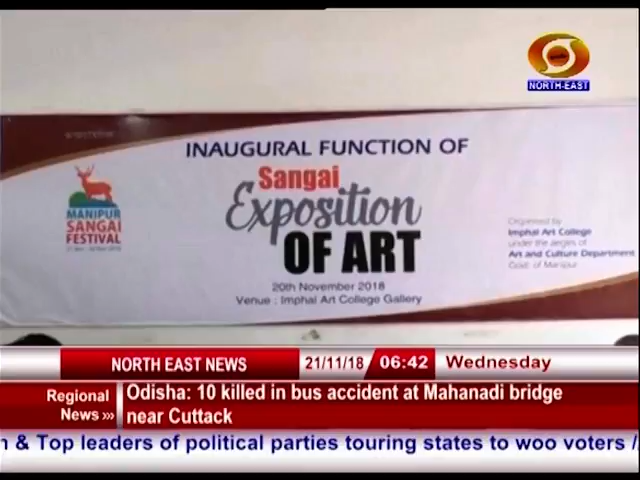 NORTH-EAST
INAUGURAL FUNCTION OF
Sangai
Exposition
OF ART
MANIPUR
SANGAI
FESTIVAL
20th November 2018
Venue : Imphal Art College Gallery
Organised by
Imphal Art College
under the aegies of
Art and Culture Department
Govt. of Manipur
NORTH EAST NEWS
21/11/18
06:42
Wednesday
Regional
News »»
Odisha: 10 killed in bus accident at Mahanadi bridge
near Cuttack
& Top leaders of political parties touring states to woo voters /